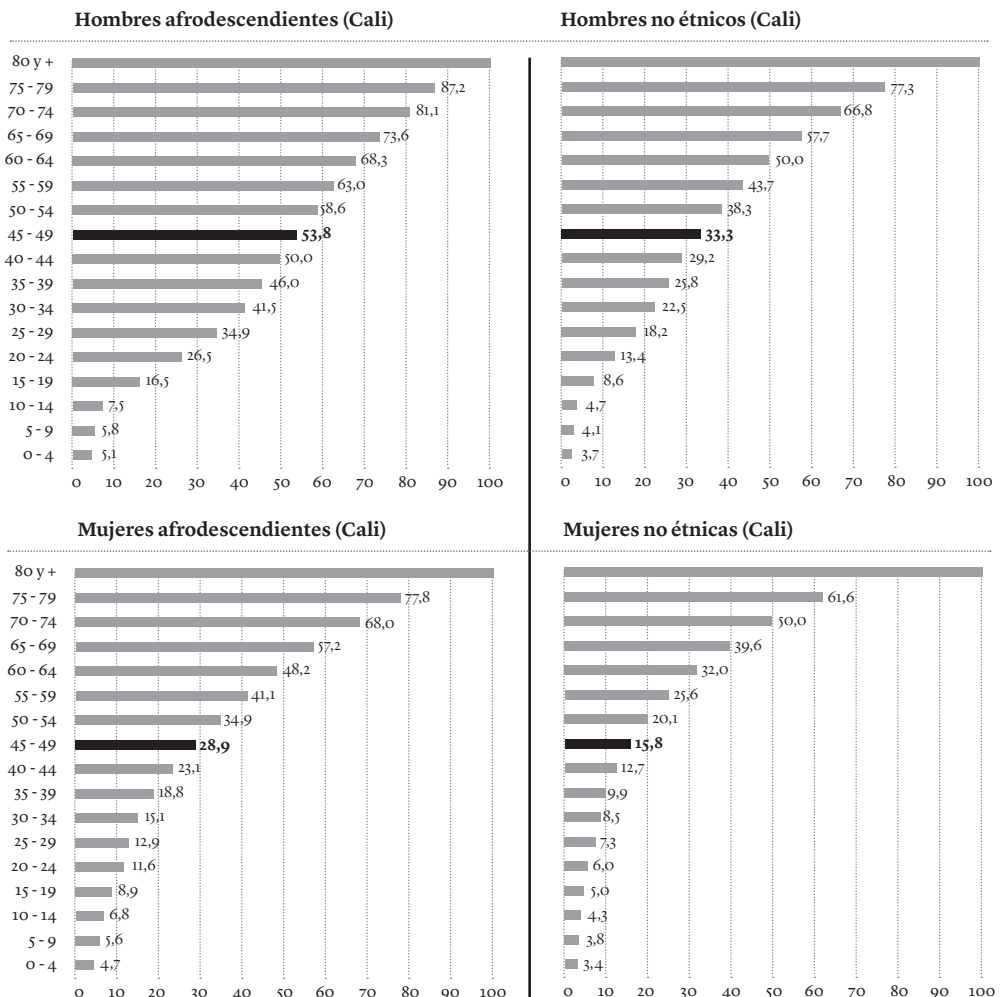 Hombres afrodescendientes (Cali)
80 y +
75 - 79 87,2
70 - 74 81,1
65 - 69 73,6
60 - 64 68,3
55 - 59 63,0
50 - 54 58,6
45 - 49 53,8
40 - 44 50,0
35 - 39 46,0
30 - 34 41,5
25 - 29 34,9
20 - 24 26,5
15 - 19 16,5
10 - 14 7,5
5 - 9 5,8
0 - 4 5,1
0 10 20 30 40 50 60 70 80 90 100
Hombres no étnicos (Cali)
77,3
66,8
57,7
50,0
43,7
38,3
33,3
29,2
25,8
22,5
18,2
13,4
8,6
4,7
4,1
3,7
0 10 20 30 40 50 60 70 80 90 100
Mujeres afrodescendientes (Cali)
80 y +
75 - 79 77,8
70 - 74 68,0
65 - 69 57,2
60 - 64 48,2
55 - 59 41,1
50 - 54 34,9
45 - 49 28,9
40 - 44 23,1
35 - 39 18,8
30 - 34 15,1
25 - 29 12,9
20 - 24 11,6
15 - 19 8,9
10 - 14 6,8
5 - 9 5,6
0 - 4 4,7
0 10 20 30 40 50 60 70 80 90 100
Mujeres no étnicas (Cali)
61,6
50,0
39,6
32,0
25,6
20,1
15,8
12,7
9,9
8,5
7,3
6,0
5,0
4,3
3,8
3,4
0 10 20 30 40 50 60 70 80 90 100